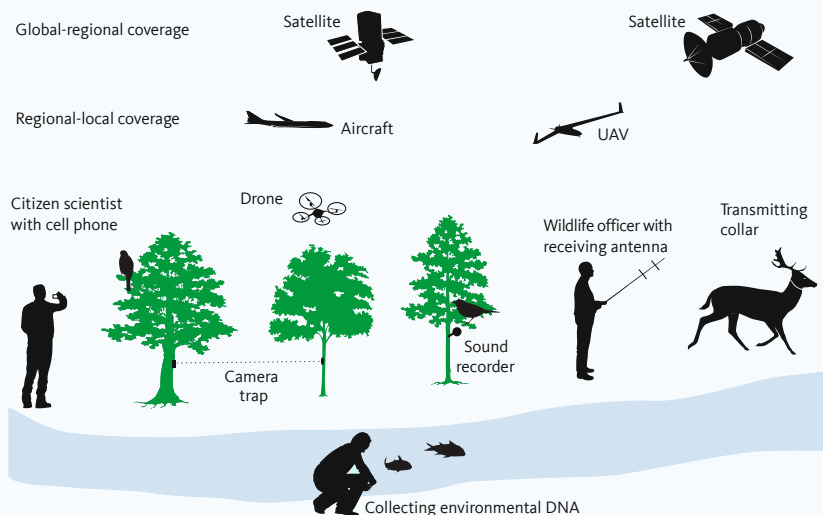 Global-regional coverage
Satellite
Satellite
Regional-local coverage
Aircraft
UAV
Citizen scientist
with cell phone
Drone
Wildlife officer with
receiving antenna
Transmitting
collar
Sound
recorder
Camera
trap
Collecting environmental DNA